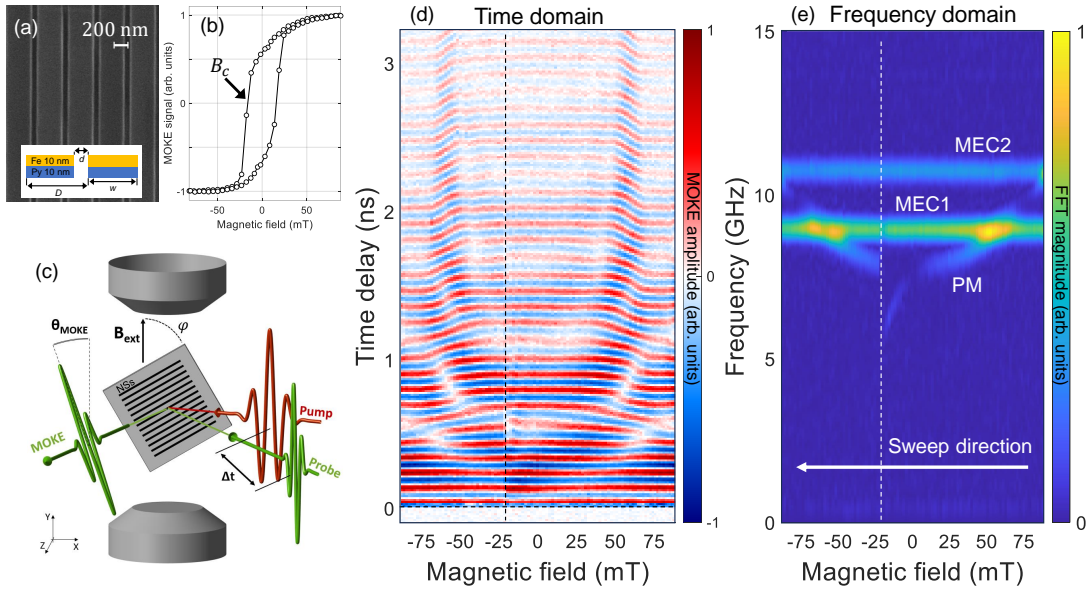 (a)
200 nm
Fe 10 nm
Py 10 nm
d
D
w
(b)
MOKE signal (arb. units)
1
0
-1
B_c
-50
0
50
Magnetic field (mT)
(c)
θMOKE
Bext
φ
NSs
MOKE
Pump
Probe
Δt
Y
Z
X
(d)
Time domain
Time delay (ns)
3
2
1
0
-75
-50
-25
0
25
50
75
Magnetic field (mT)
1
0
-1
MOKE amplitude (arb. units)
(e)
Frequency domain
Frequency (GHz)
15
10
5
0
MEC2
MEC1
PM
Sweep direction
-75
-50
-25
0
25
50
75
Magnetic field (mT)
1
0
FFT magnitude (arb. units)